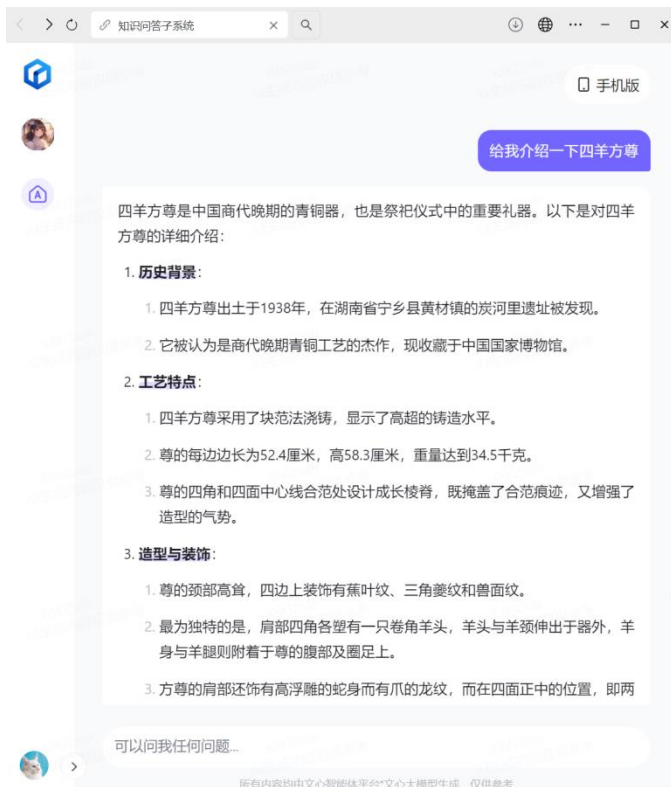 知识问答子系统
手机版
给我介绍一下四羊方尊
四羊方尊是中国商代晚期的青铜器，也是祭祀仪式中的重要礼器。以下是对四羊
方尊的详细介绍：
1. 历史背景：
1. 四羊方尊出土于1938年，在湖南省宁乡县黄材镇的炭河里遗址被发现。
2. 它被认为是商代晚期青铜工艺的杰作，现收藏于中国国家博物馆。
2. 工艺特点：
1. 四羊方尊采用了块范法浇铸，显示了高超的铸造水平。
2. 尊的每边边长为52.4厘米，高58.3厘米，重量达到34.5千克。
3. 尊的四角和四面中心线合范处设计成长棱脊，既掩盖了合范痕迹，又增强了
造型的气势。
3. 造型与装饰：
1. 尊的颈部高耸，四边上装饰有蕉叶纹、三角夔纹和兽面纹。
2. 最为独特的是，肩部四角各塑有一只卷角羊头，羊头与羊颈伸出于器外，羊
身与羊腿则附着于尊的腹部及圈足上。
3. 方尊的肩部还饰有高浮雕的蛇身而有爪的龙纹，而在四面正中的位置，即两
可以问我任何问题...
所有内容均由文心智能体平台*文心大模型生成，仅供参考